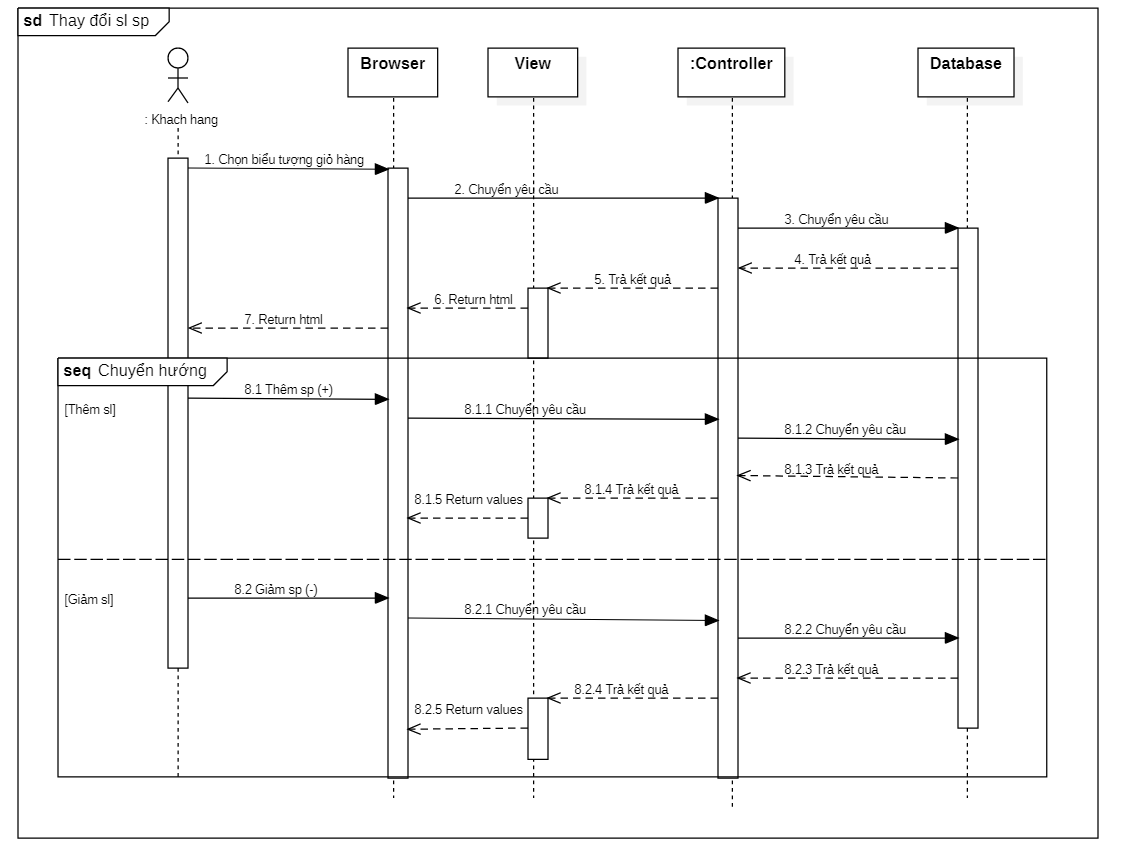 sd Thay đổi sl sp
Browser
View
:Controller
Database
: Khach hang
1. Chọn biểu tượng giỏ hàng
2. Chuyển yêu cầu
3. Chuyển yêu cầu
4. Trả kết quả
5. Trả kết quả
6. Return html
7. Return html
seq Chuyển hướng
8.1 Thêm sp (+)
[Thêm sl]
8.1.1 Chuyển yêu cầu
8.1.2 Chuyển yêu cầu
8.1.3 Trả kết quả
8.1.4 Trả kết quả
8.1.5 Return values
8.2 Giảm sp (-)
[Giảm sl]
8.2.1 Chuyển yêu cầu
8.2.2 Chuyển yêu cầu
8.2.3 Trả kết quả
8.2.4 Trả kết quả
8.2.5 Return values